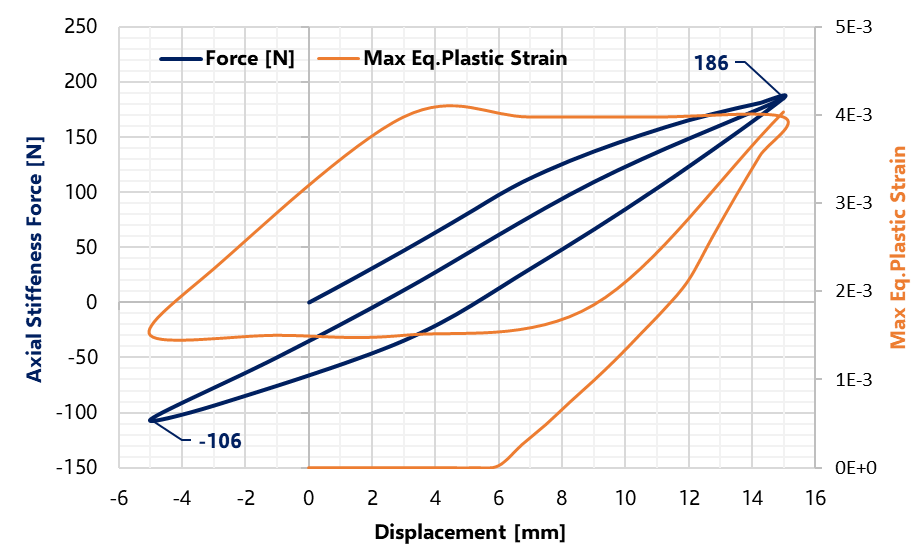 250
200
150
100
50
0
-50
-100
-150
5E-3
4E-3
3E-3
2E-3
1E-3
0E+0
Force [N]
Max Eq.Plastic Strain
186
-106
Axial Stiffeness Force [N]
Max Eq.Plastic Strain
-6 -4 -2 0 2 4 6 8 10 12 14 16
Displacement [mm]